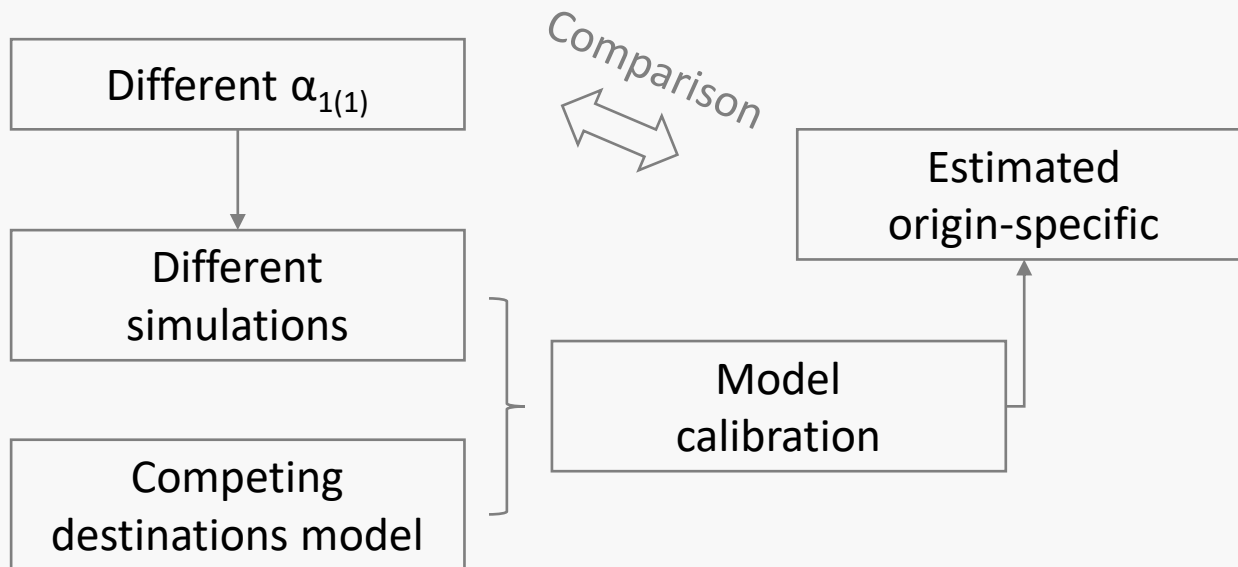 Different α₁₍₁₎
Comparison
Estimated
origin-specific
Different
simulations
Model
calibration
Competing
destinations model